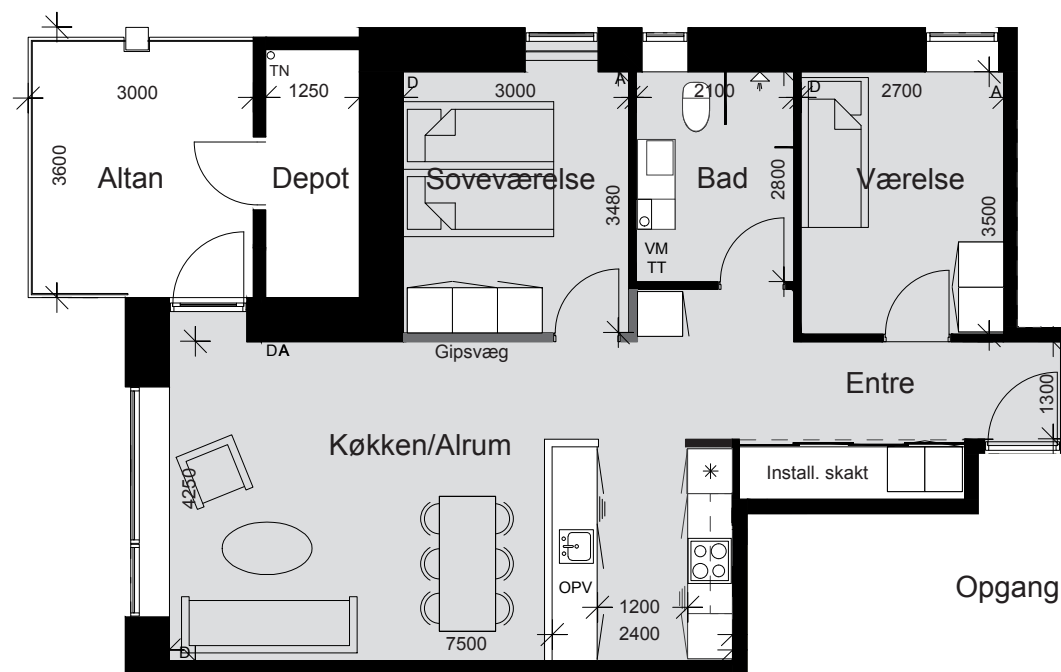 TN
D
A
D
A
3000
1250
3000
2100
2700
3600
Altan
Depot
Soveværelse
Bad
Værelse
3480
2800
3500
VM
TT
DA
Gipsvæg
Entre
1300
Køkken/Alrum
4250
Install. skakt
OPV
Opgang
1200
7500
2400
D